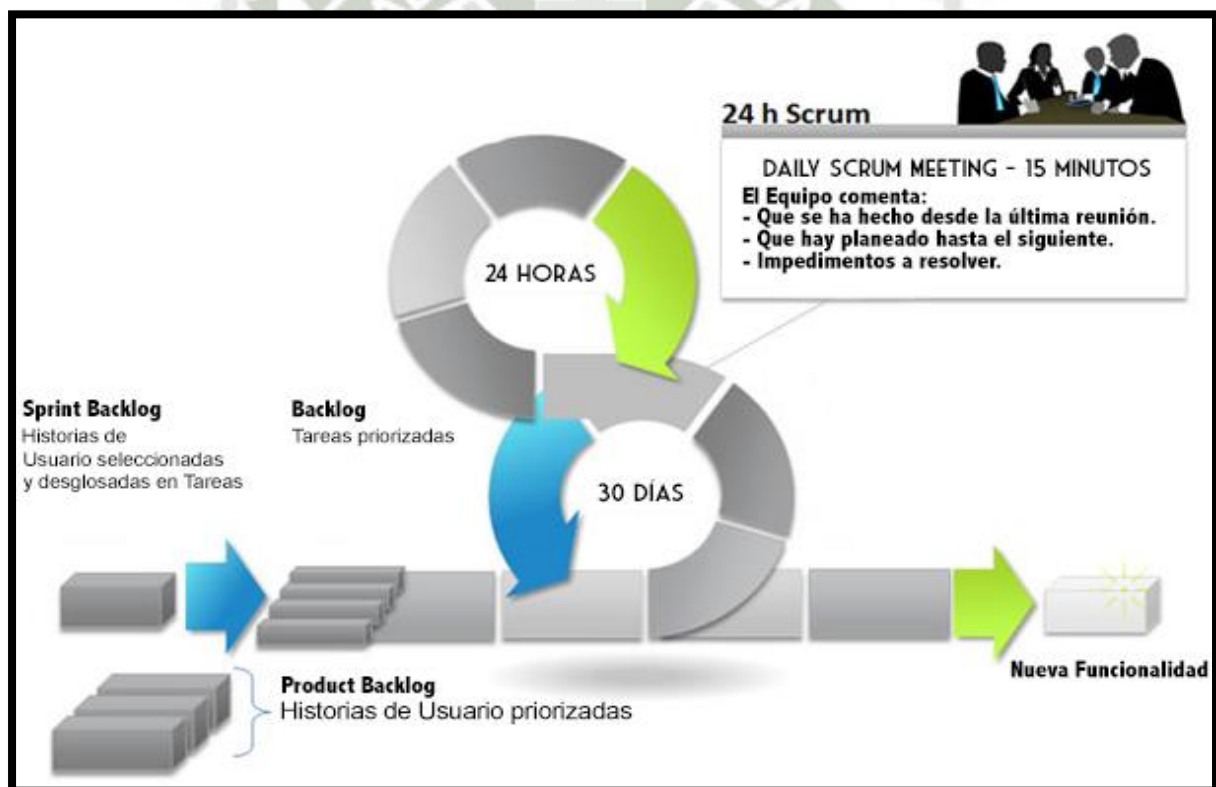 24 h Scrum
DAILY SCRUM MEETING - 15 MINUTOS
El Equipo comenta:
- Que se ha hecho desde la última reunión.
- Que hay planeado hasta el siguiente.
- Impedimentos a resolver.
24 HORAS
Sprint Backlog
Historias de
Usuario seleccionadas
y desglosadas en Tareas
Backlog
Tareas priorizadas
30 DÍAS
Nueva Funcionalidad
Product Backlog
Historias de Usuario priorizadas